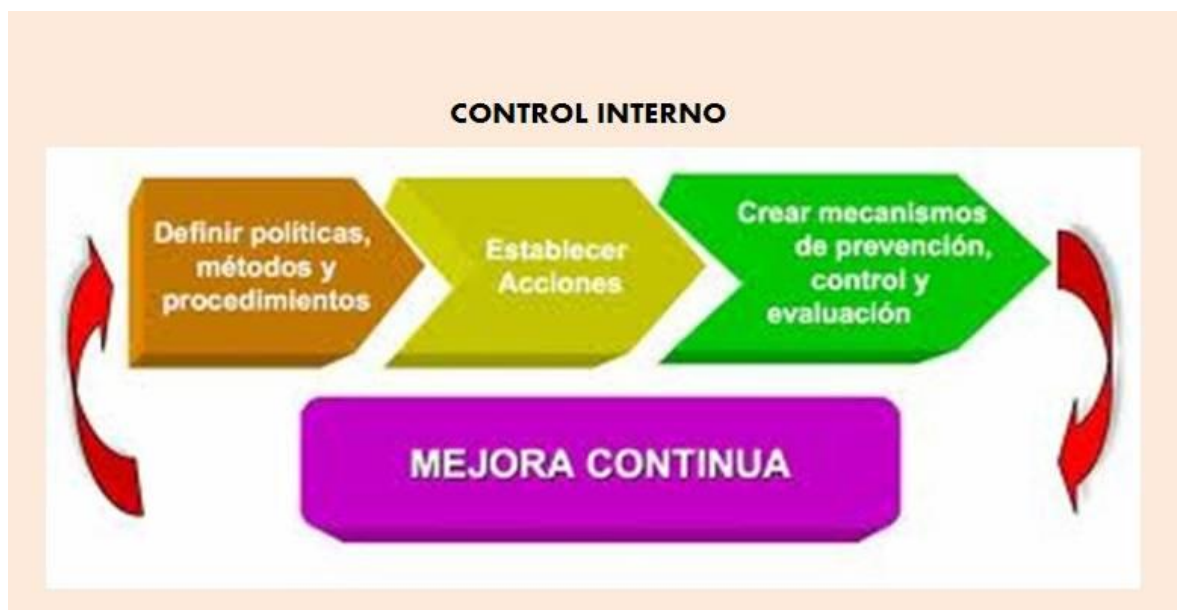 CONTROL INTERNO
Definir políticas,
métodos y
procedimientos
Establecer
Acciones
Crear mecanismos
de prevención,
control y
evaluación
MEJORA CONTINUA